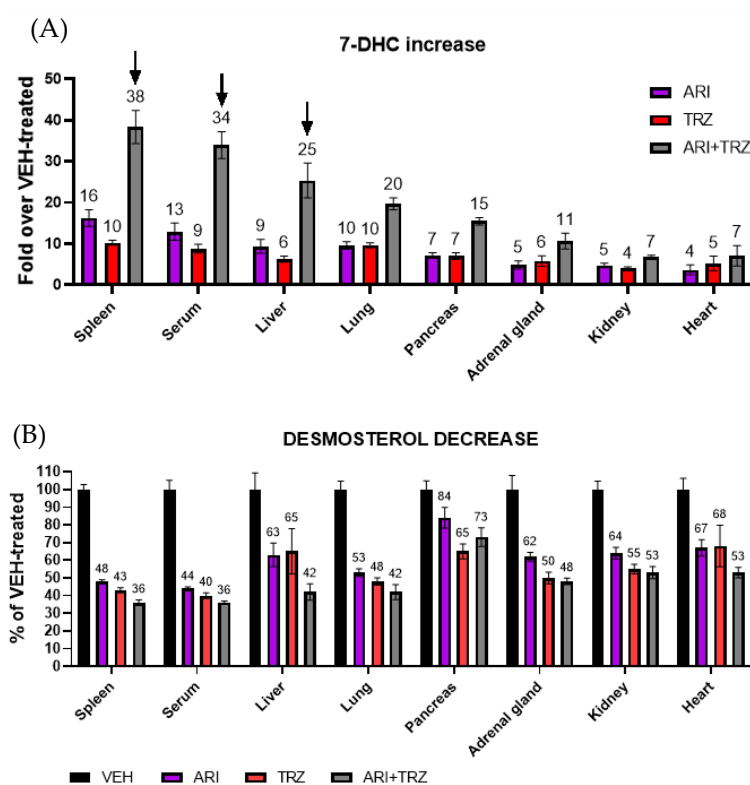 (A)
7-DHC increase
Fold over VEH-treated
50
40
30
20
10
0
16 10 38
13 9 34
9 6 25
10 10 20
7 7 15
5 6 11
5 4 7
4 5 7
ARI
TRZ
ARI+TRZ
Spleen Serum Liver Lung Pancreas Adrenal gland Kidney Heart
(B)
DESMOSTEROL DECREASE
% of VEH-treated
110
100
90
80
70
60
50
40
30
20
10
0
48 43 36
44 40 36
63 65 42
53 48 42
84 65 73
62 50 48
64 55 53
67 68 53
Spleen Serum Liver Lung Pancreas Adrenal gland Kidney Heart
VEH ARI TRZ ARI+TRZ